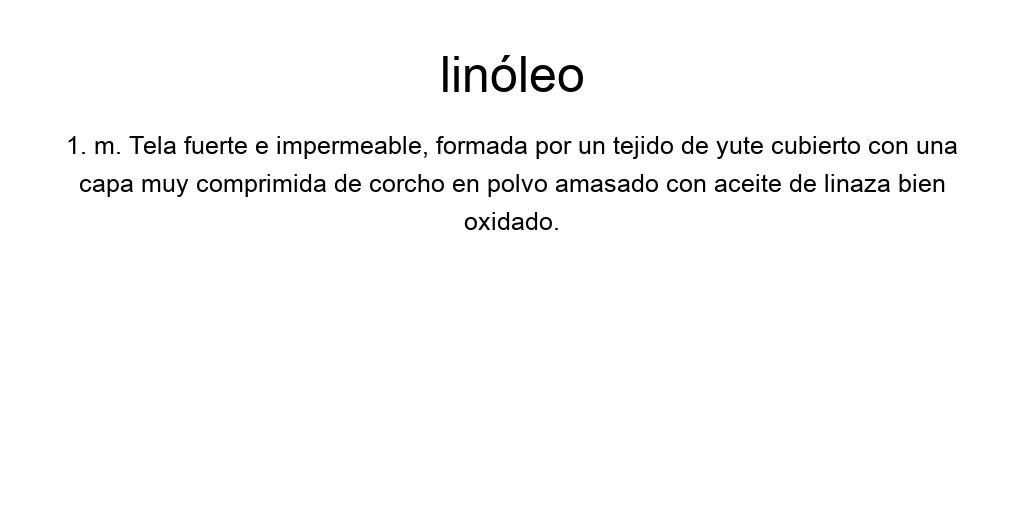 linóleo
1. m. Tela fuerte e impermeable, formada por un tejido de yute cubierto con una
capa muy comprimida de corcho en polvo amasado con aceite de linaza bien
oxidado.